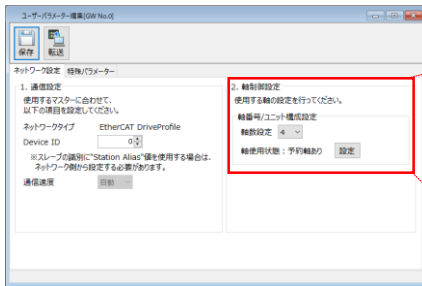 ユーザーパラメーター編集[GW No.0]
保存
転送
ネットワーク設定 特殊パラメーター
1. 通信設定
使用するマスターに合わせて、
以下の項目を設定してください。
ネットワークタイプ EtherCAT DriveProfile
Device ID 0
※スレーブの識別に"Station Alias"値を使用する場合は、
ネットワーク側から設定する必要があります。
通信速度 自動
2. 軸制御設定
使用する軸の設定を行ってください。
軸番号/ユニット構成設定
軸数設定 4
軸使用状態：予約軸あり 設定